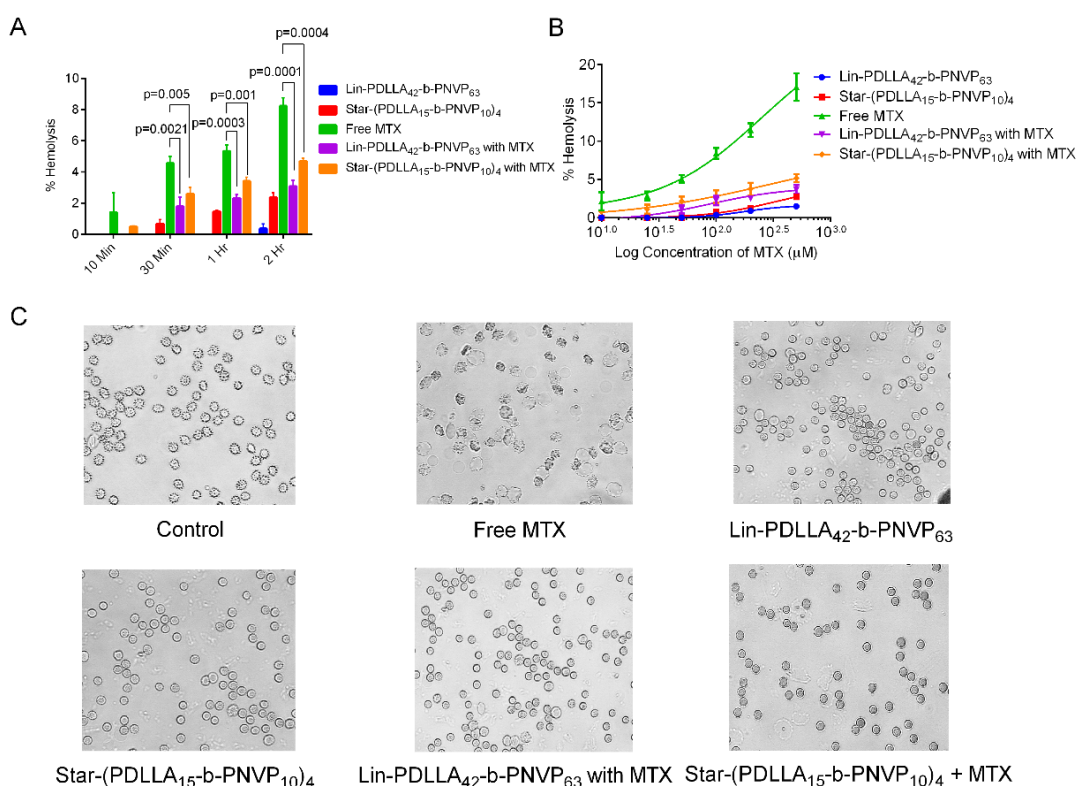 A
p=0.0004
p=0.0001
p=0.005
p=0.001
p=0.0021
p=0.0003
% Hemolysis
10
8
6
4
2
0
10 Min
30 Min
1 Hr
2 Hr
Lin-PDLLA₄₂-b-PNVP₆₃
Star-(PDLLA₁₅-b-PNVP₁₀)₄
Free MTX
Lin-PDLLA₄₂-b-PNVP₆₃ with MTX
Star-(PDLLA₁₅-b-PNVP₁₀)₄ with MTX
B
% Hemolysis
20
15
10
5
0
10¹·⁰ 10¹·⁵ 10²·⁰ 10²·⁵ 10³·⁰
Log Concentration of MTX (μM)
Lin-PDLLA₄₂-b-PNVP₆₃
Star-(PDLLA₁₅-b-PNVP₁₀)₄
Free MTX
Lin-PDLLA₄₂-b-PNVP₆₃ with MTX
Star-(PDLLA₁₅-b-PNVP₁₀)₄ with MTX
C
Control
Free MTX
Lin-PDLLA₄₂-b-PNVP₆₃
Star-(PDLLA₁₅-b-PNVP₁₀)₄
Lin-PDLLA₄₂-b-PNVP₆₃ with MTX
Star-(PDLLA₁₅-b-PNVP₁₀)₄ + MTX